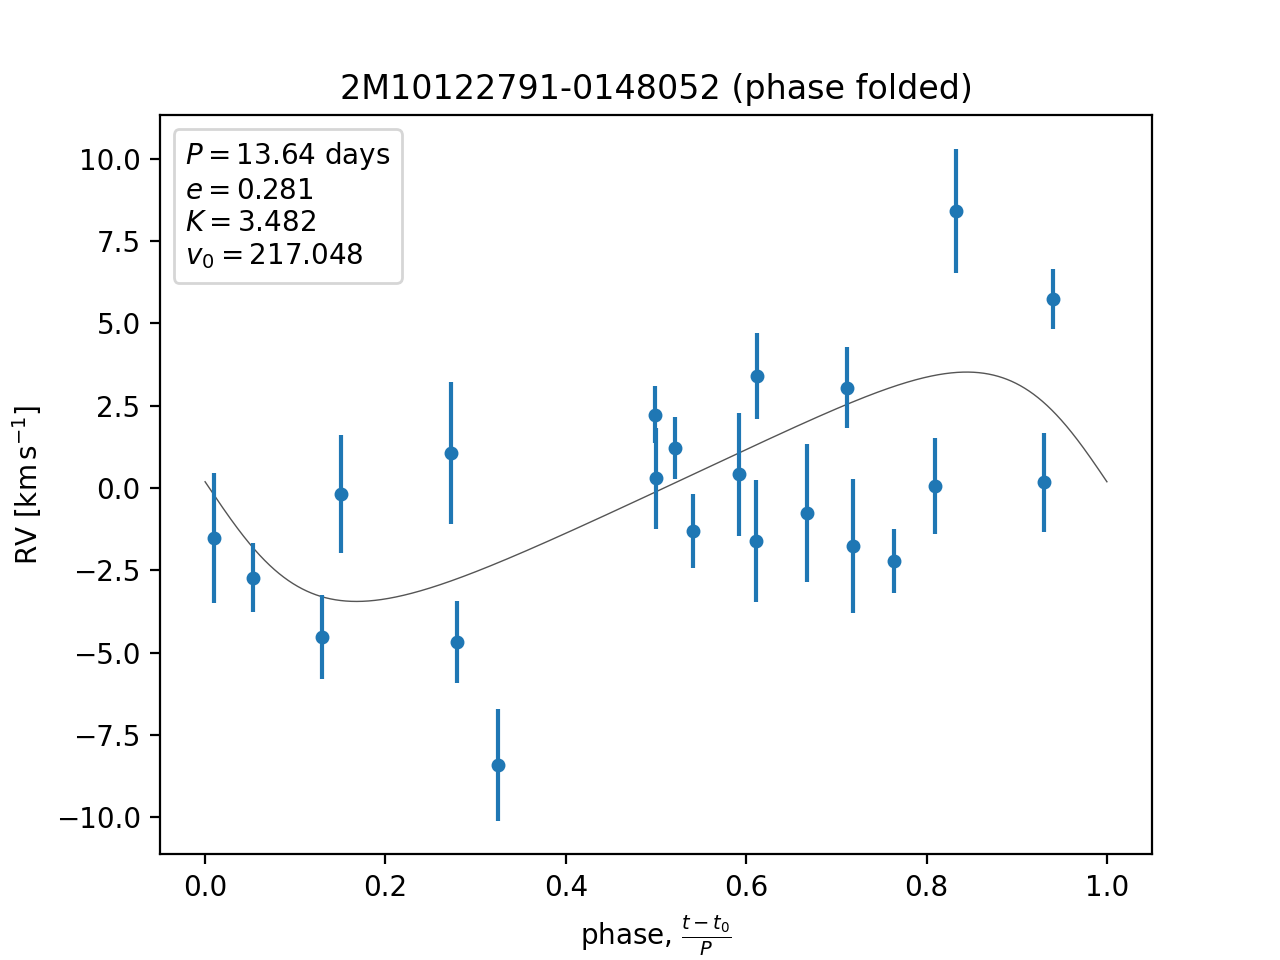 2M10122791-0148052 (phase folded)
P = 13.64 days
e = 0.281
K = 3.482
v₀ = 217.048
10.0
7.5
5.0
2.5
0.0
−2.5
−5.0
−7.5
−10.0
RV [km s⁻¹]
0.0 0.2 0.4 0.6 0.8 1.0
phase, (t − t₀)/P